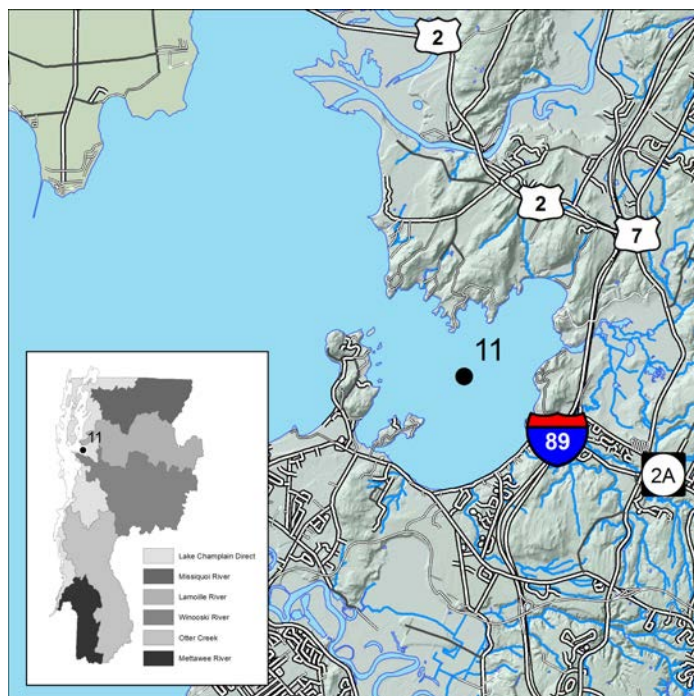 2
2
7
11
89
2A
11
Lake Champlain Direct
Missiquoi River
Lamoille River
Winooski River
Otter Creek
Mettawee River